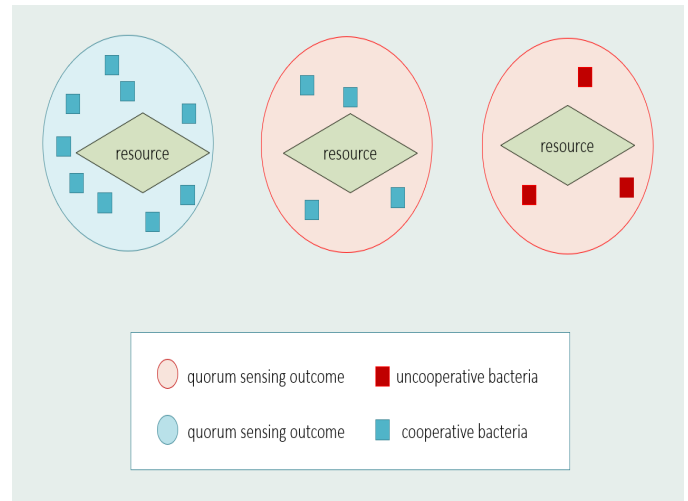 resource
resource
resource
quorum sensing outcome
uncooperative bacteria
quorum sensing outcome
cooperative bacteria